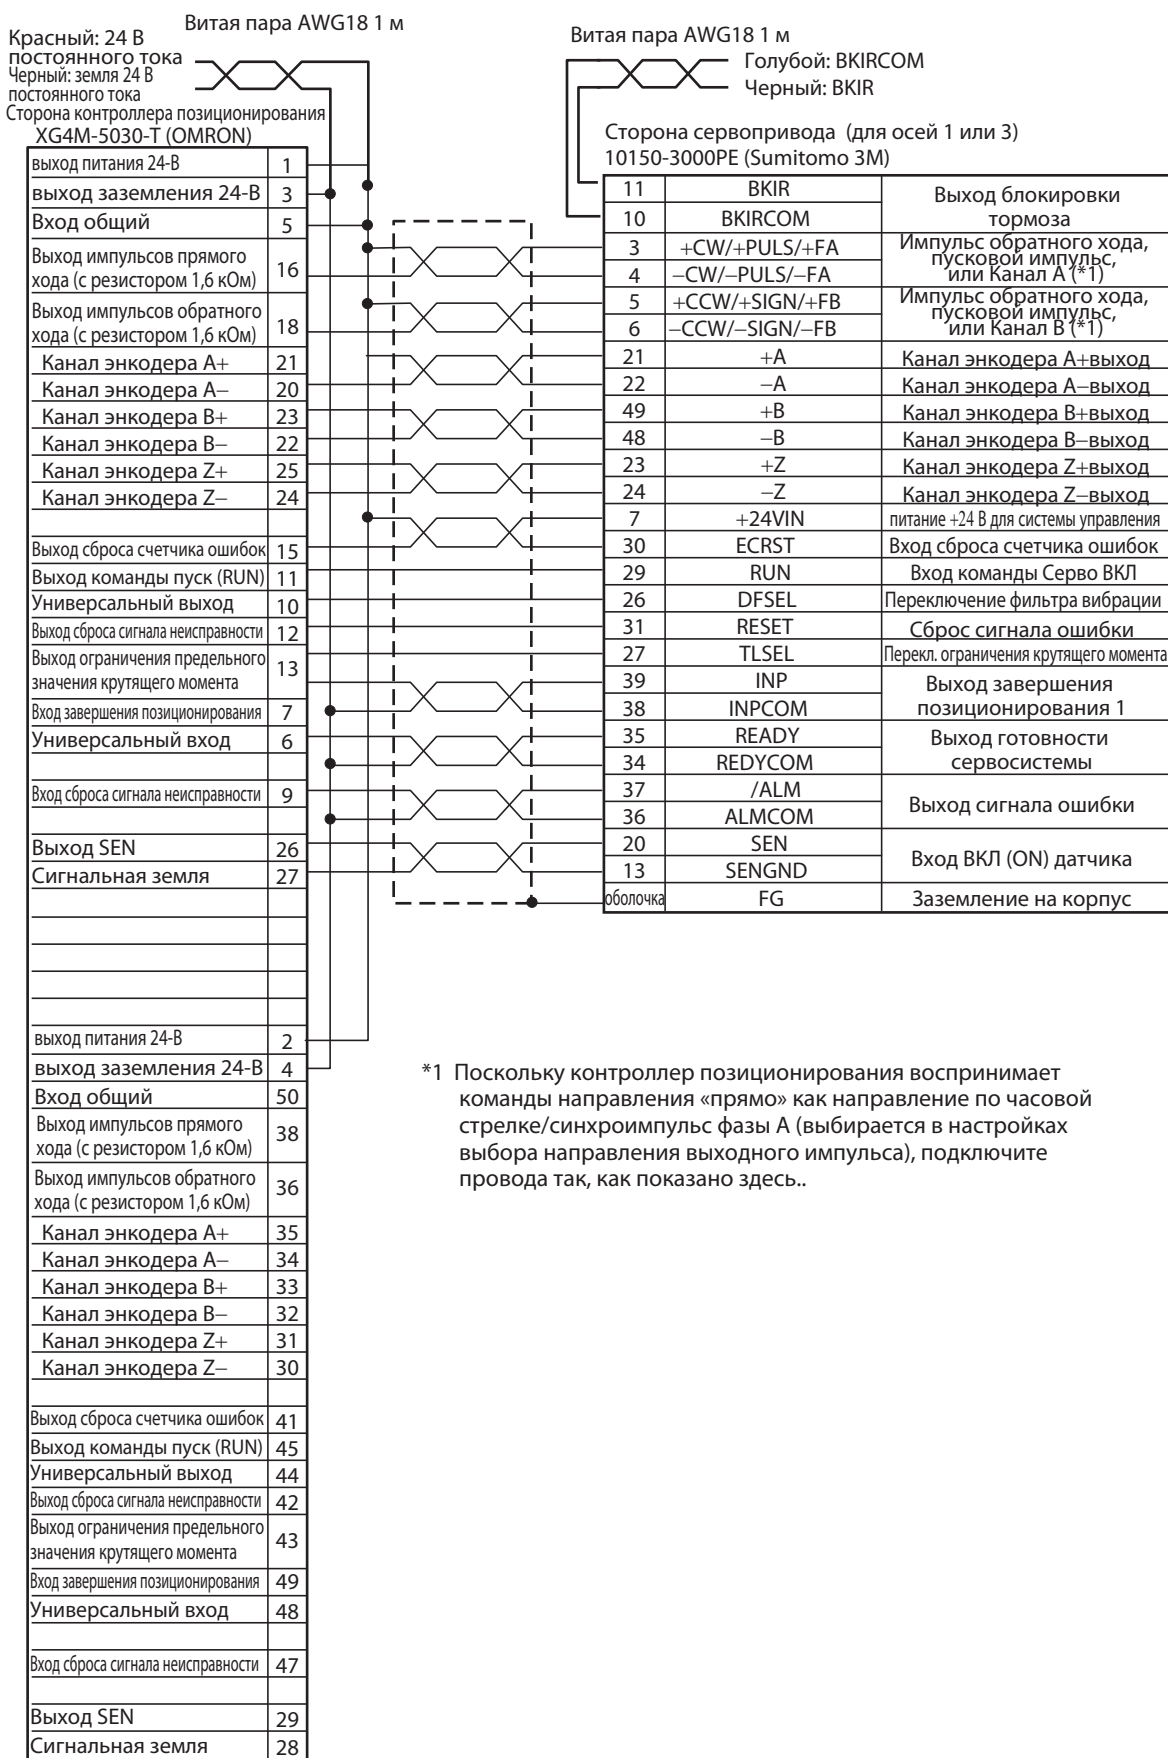 Витая пара AWG18 1 м
Красный: 24 В
постоянного тока
Черный: земля 24 В
постоянного тока
Сторона контроллера позиционирования
XG4M-5030-T (OMRON)
выход питания 24-В 1
выход заземления 24-В 3
Вход общий 5
Выход импульсов прямого
хода (с резистором 1,6 кОм) 16
Выход импульсов обратного
хода (с резистором 1,6 кОм) 18
Канал энкодера A+ 21
Канал энкодера A− 20
Канал энкодера B+ 23
Канал энкодера B− 22
Канал энкодера Z+ 25
Канал энкодера Z− 24
Выход сброса счетчика ошибок 15
Выход команды пуск (RUN) 11
Универсальный выход 10
Выход сброса сигнала неисправности 12
Выход ограничения предельного
значения крутящего момента 13
Вход завершения позиционирования 7
Универсальный вход 6
Вход сброса сигнала неисправности 9
Выход SEN 26
Сигнальная земля 27
выход питания 24-В 2
выход заземления 24-В 4
Вход общий 50
Выход импульсов прямого
хода (с резистором 1,6 кОм) 38
Выход импульсов обратного
хода (с резистором 1,6 кОм) 36
Канал энкодера A+ 35
Канал энкодера A− 34
Канал энкодера B+ 33
Канал энкодера B− 32
Канал энкодера Z+ 31
Канал энкодера Z− 30
Выход сброса счетчика ошибок 41
Выход команды пуск (RUN) 45
Универсальный выход 44
Выход сброса сигнала неисправности 42
Выход ограничения предельного
значения крутящего момента 43
Вход завершения позиционирования 49
Универсальный вход 48
Вход сброса сигнала неисправности 47
Выход SEN 29
Сигнальная земля 28
Витая пара AWG18 1 м
Голубой: BKIRCOM
Черный: BKIR
Сторона сервопривода (для осей 1 или 3)
10150-3000PE (Sumitomo 3M)
11 BKIR Выход блокировки
10 BKIRCOM тормоза
3 +CW/+PULS/+FA Импульс обратного хода,
пусковой импульс,
4 −CW/−PULS/−FA или Канал A (*1)
5 +CCW/+SIGN/+FB Импульс обратного хода,
пусковой импульс,
6 −CCW/−SIGN/−FB или Канал B (*1)
21 +A Канал энкодера A+выход
22 −A Канал энкодера A−выход
49 +B Канал энкодера B+выход
48 −B Канал энкодера B−выход
23 +Z Канал энкодера Z+выход
24 −Z Канал энкодера Z−выход
7 +24VIN питание +24 В для системы управления
30 ECRST Вход сброса счетчика ошибок
29 RUN Вход команды Серво ВКЛ
26 DFSEL Переключение фильтра вибрации
31 RESET Сброс сигнала ошибки
27 TLSEL Перекл. ограничения крутящего момента
39 INP Выход завершения
38 INPCOM позиционирования 1
35 READY Выход готовности
34 REDYCOM сервосистемы
37 /ALM Выход сигнала ошибки
36 ALMCOM
20 SEN Вход ВКЛ (ON) датчика
13 SENGND
оболочка FG Заземление на корпус
*1 Поскольку контроллер позиционирования воспринимает
команды направления «прямо» как направление по часовой
стрелке/синхроимпульс фазы A (выбирается в настройках
выбора направления выходного импульса), подключите
провода так, как показано здесь..